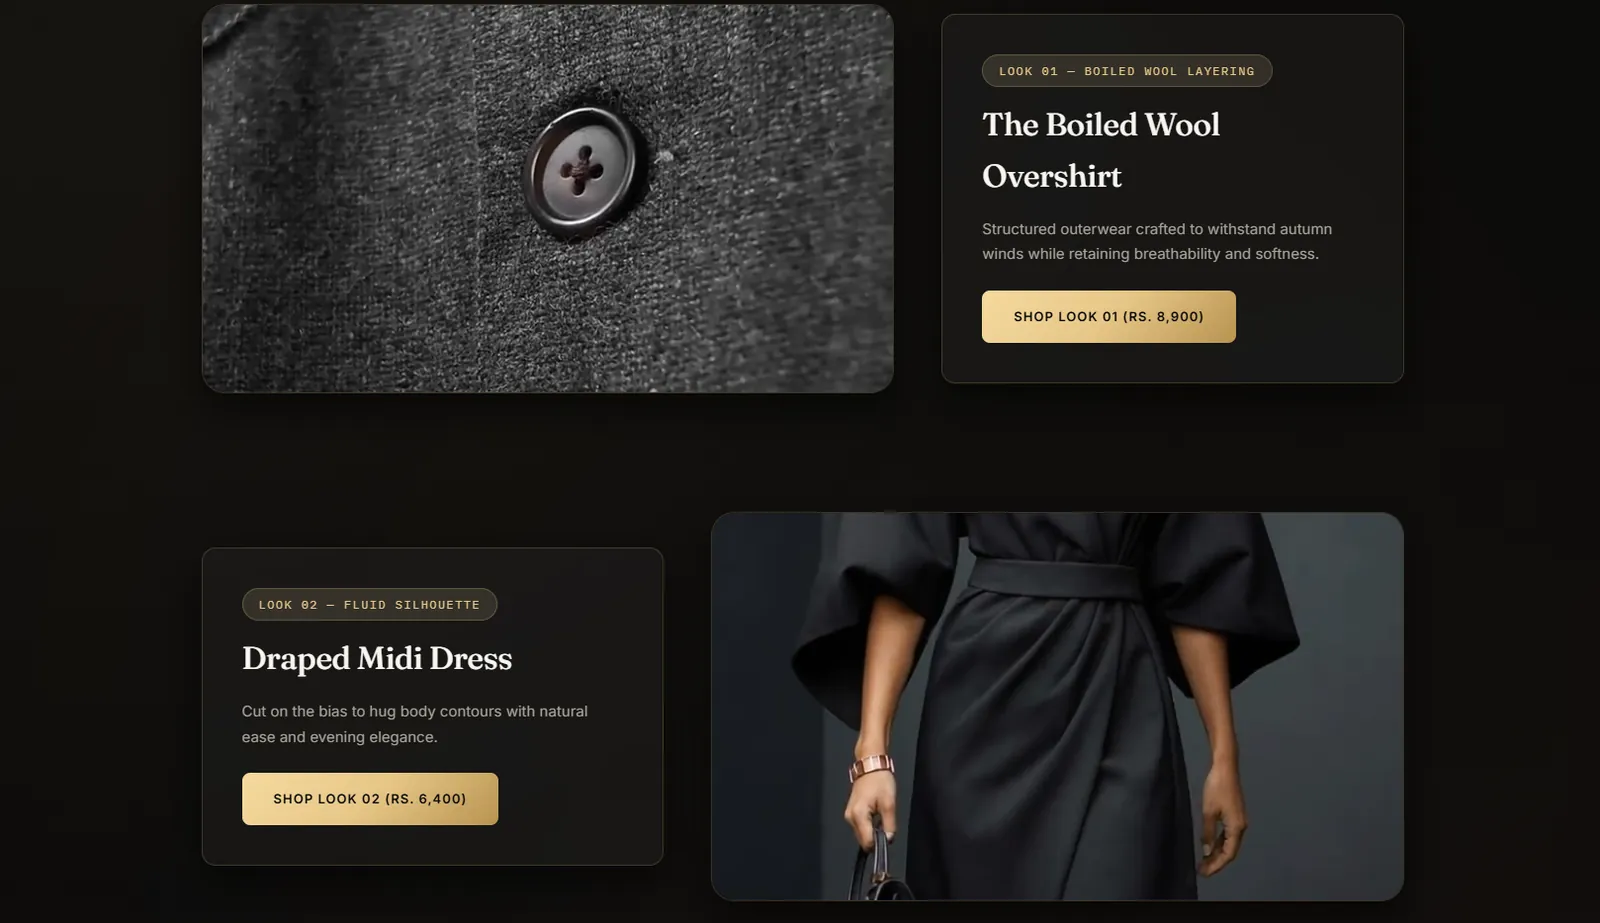 LOOK 01 — BOILED WOOL LAYERING
The Boiled Wool
Overshirt
Structured outerwear crafted to withstand autumn
winds while retaining breathability and softness.
SHOP LOOK 01 (RS. 8,900)
LOOK 02 — FLUID SILHOUETTE
Draped Midi Dress
Cut on the bias to hug body contours with natural
ease and evening elegance.
SHOP LOOK 02 (RS. 6,400)